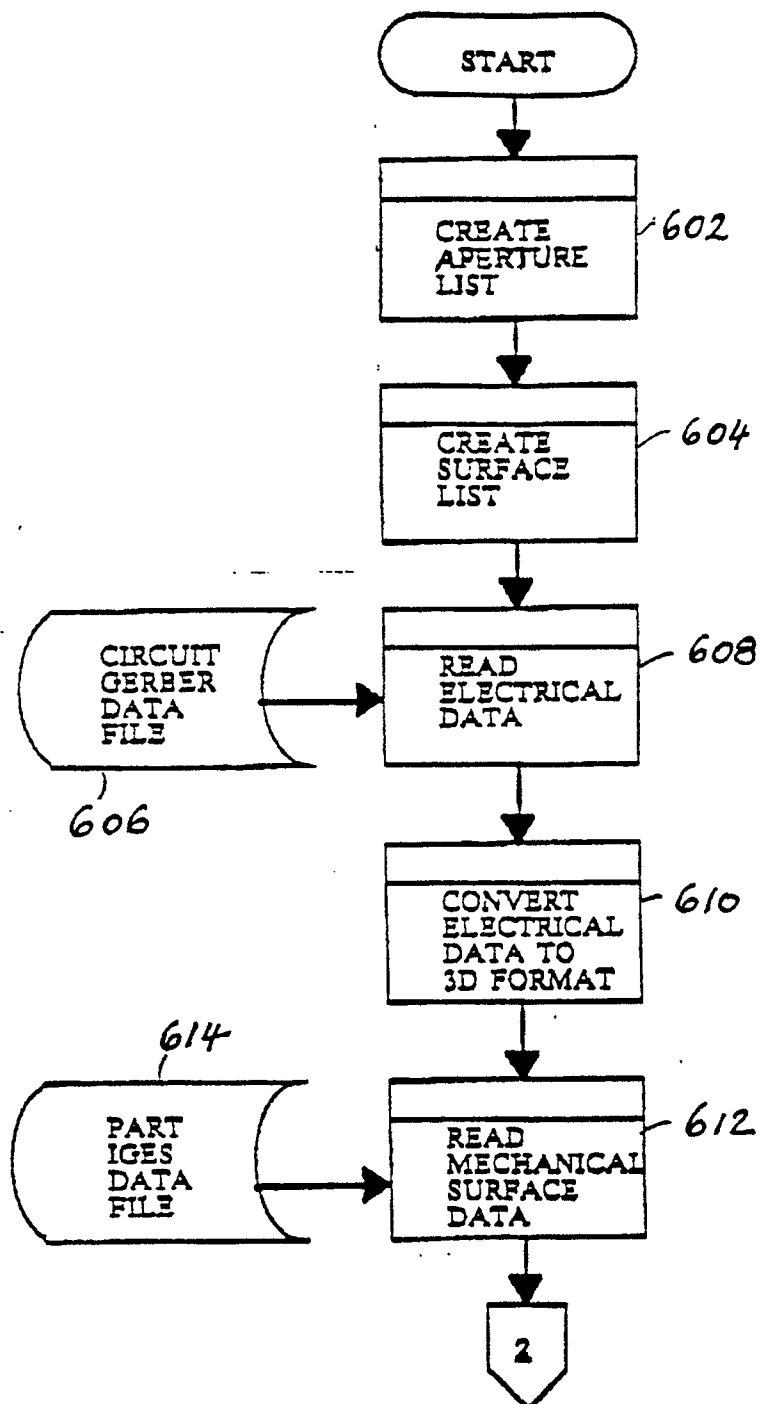 START
CREATE
APERTURE
LIST
602
CREATE
SURFACE
LIST
604
CIRCUIT
GERBER
DATA
FILE
606
READ
ELECTRICAL
DATA
608
CONVERT
ELECTRICAL
DATA TO
3D FORMAT
610
614
PART
IGES
DATA
FILE
READ
MECHANICAL
SURFACE
DATA
612
2